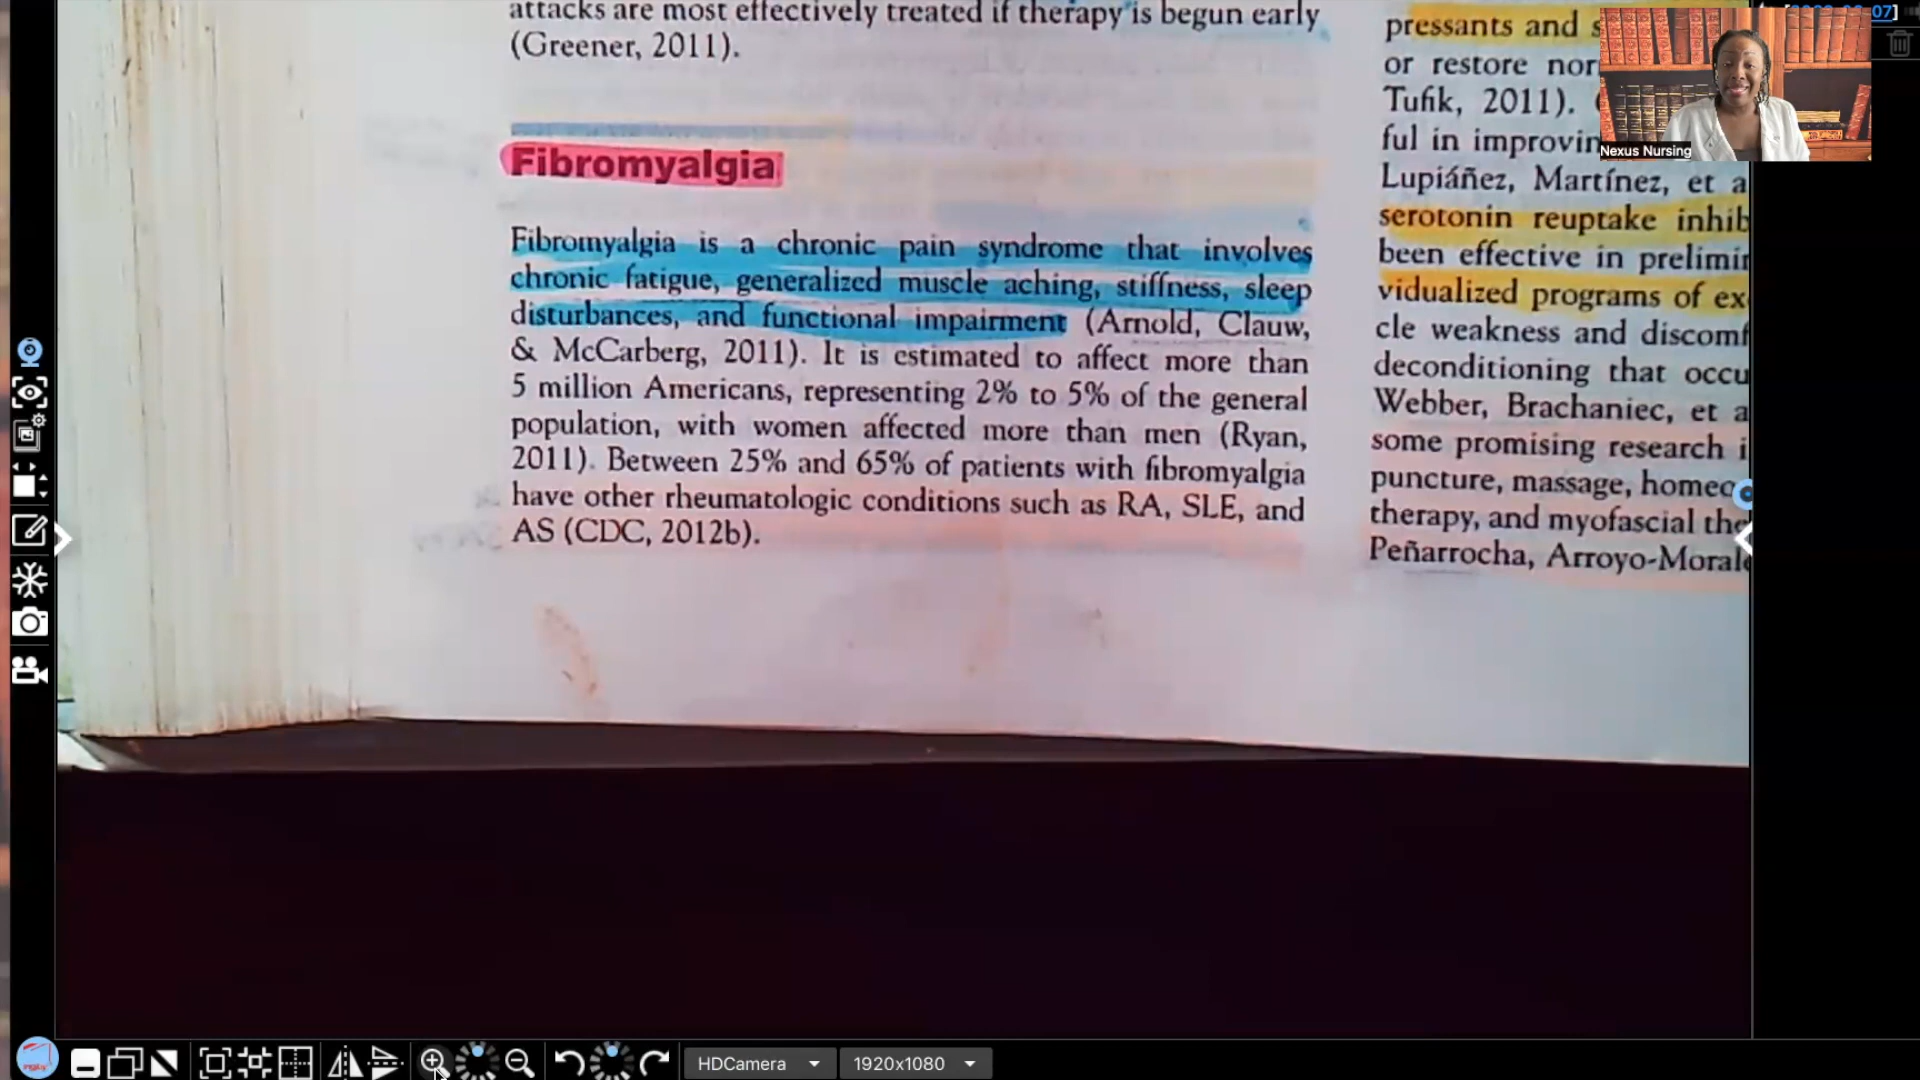 attacks are most effectively treated if therapy is begun early
(Greener, 2011).
Fibromyalgia
Fibromyalgia is a chronic pain syndrome that involves
chronic fatigue, generalized muscle aching, stiffness, sleep
disturbances, and functional impairment (Arnold, Clauw,
& McCarberg, 2011). It is estimated to affect more than
5 million Americans, representing 2% to 5% of the general
population, with women affected more than men (Ryan,
2011). Between 25% and 65% of patients with fibromyalgia
have other rheumatologic conditions such as RA, SLE, and
AS (CDC, 2012b).
pressants and s
or restore nor
Tufik, 2011). (
ful in improvin
Lupiáñez, Martínez, et a
serotonin reuptake inhib
been effective in prelimin
vidualized programs of ex
cle weakness and discomf
deconditioning that occu
Webber, Brachaniec, et a
some promising research i
puncture, massage, homeo
therapy, and myofascial the
Peñarrocha, Arroyo-Morale
07]
Nexus Nursing
HDCamera
1920x1080